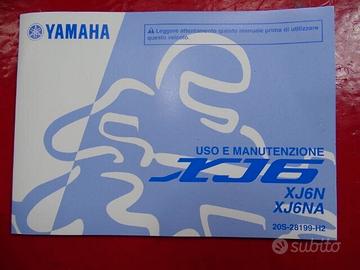 YAMAHA
Leggere attentamente questo manuale prima di utilizzare
questo veicolo.
USO E MANUTENZIONE
XJ6
XJ6N
XJ6NA
20S-28199-H2
subito